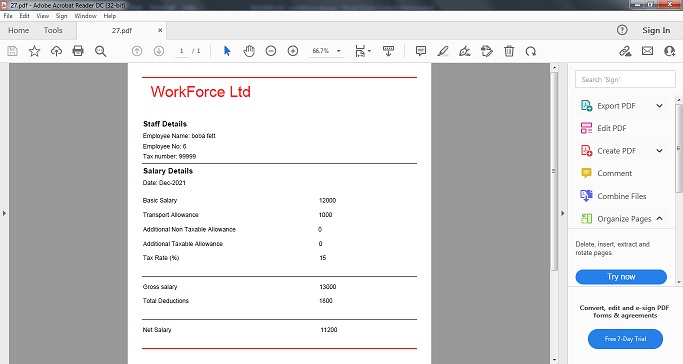 27.pdf - Adobe Acrobat Reader DC (32-bit)
File Edit View Sign Window Help
Home Tools 27.pdf × Sign In
1 / 1 66.7%
WorkForce Ltd
Staff Details
Employee Name: boba fett
Employee No: 6
Tax number: 99999
Salary Details
Date: Dec-2021
Basic Salary 12000
Transport Allowance 1000
Additional Non Taxable Allowance 0
Additional Taxable Allowance 0
Tax Rate (%) 15
Gross salary 13000
Total Deductions 1800
Net Salary 11200
Search 'Sign'
Export PDF
Edit PDF
Create PDF
Comment
Combine Files
Organize Pages
Delete, insert, extract and
rotate pages.
Try now
Convert, edit and e-sign PDF
forms & agreements
Free 7-Day Trial